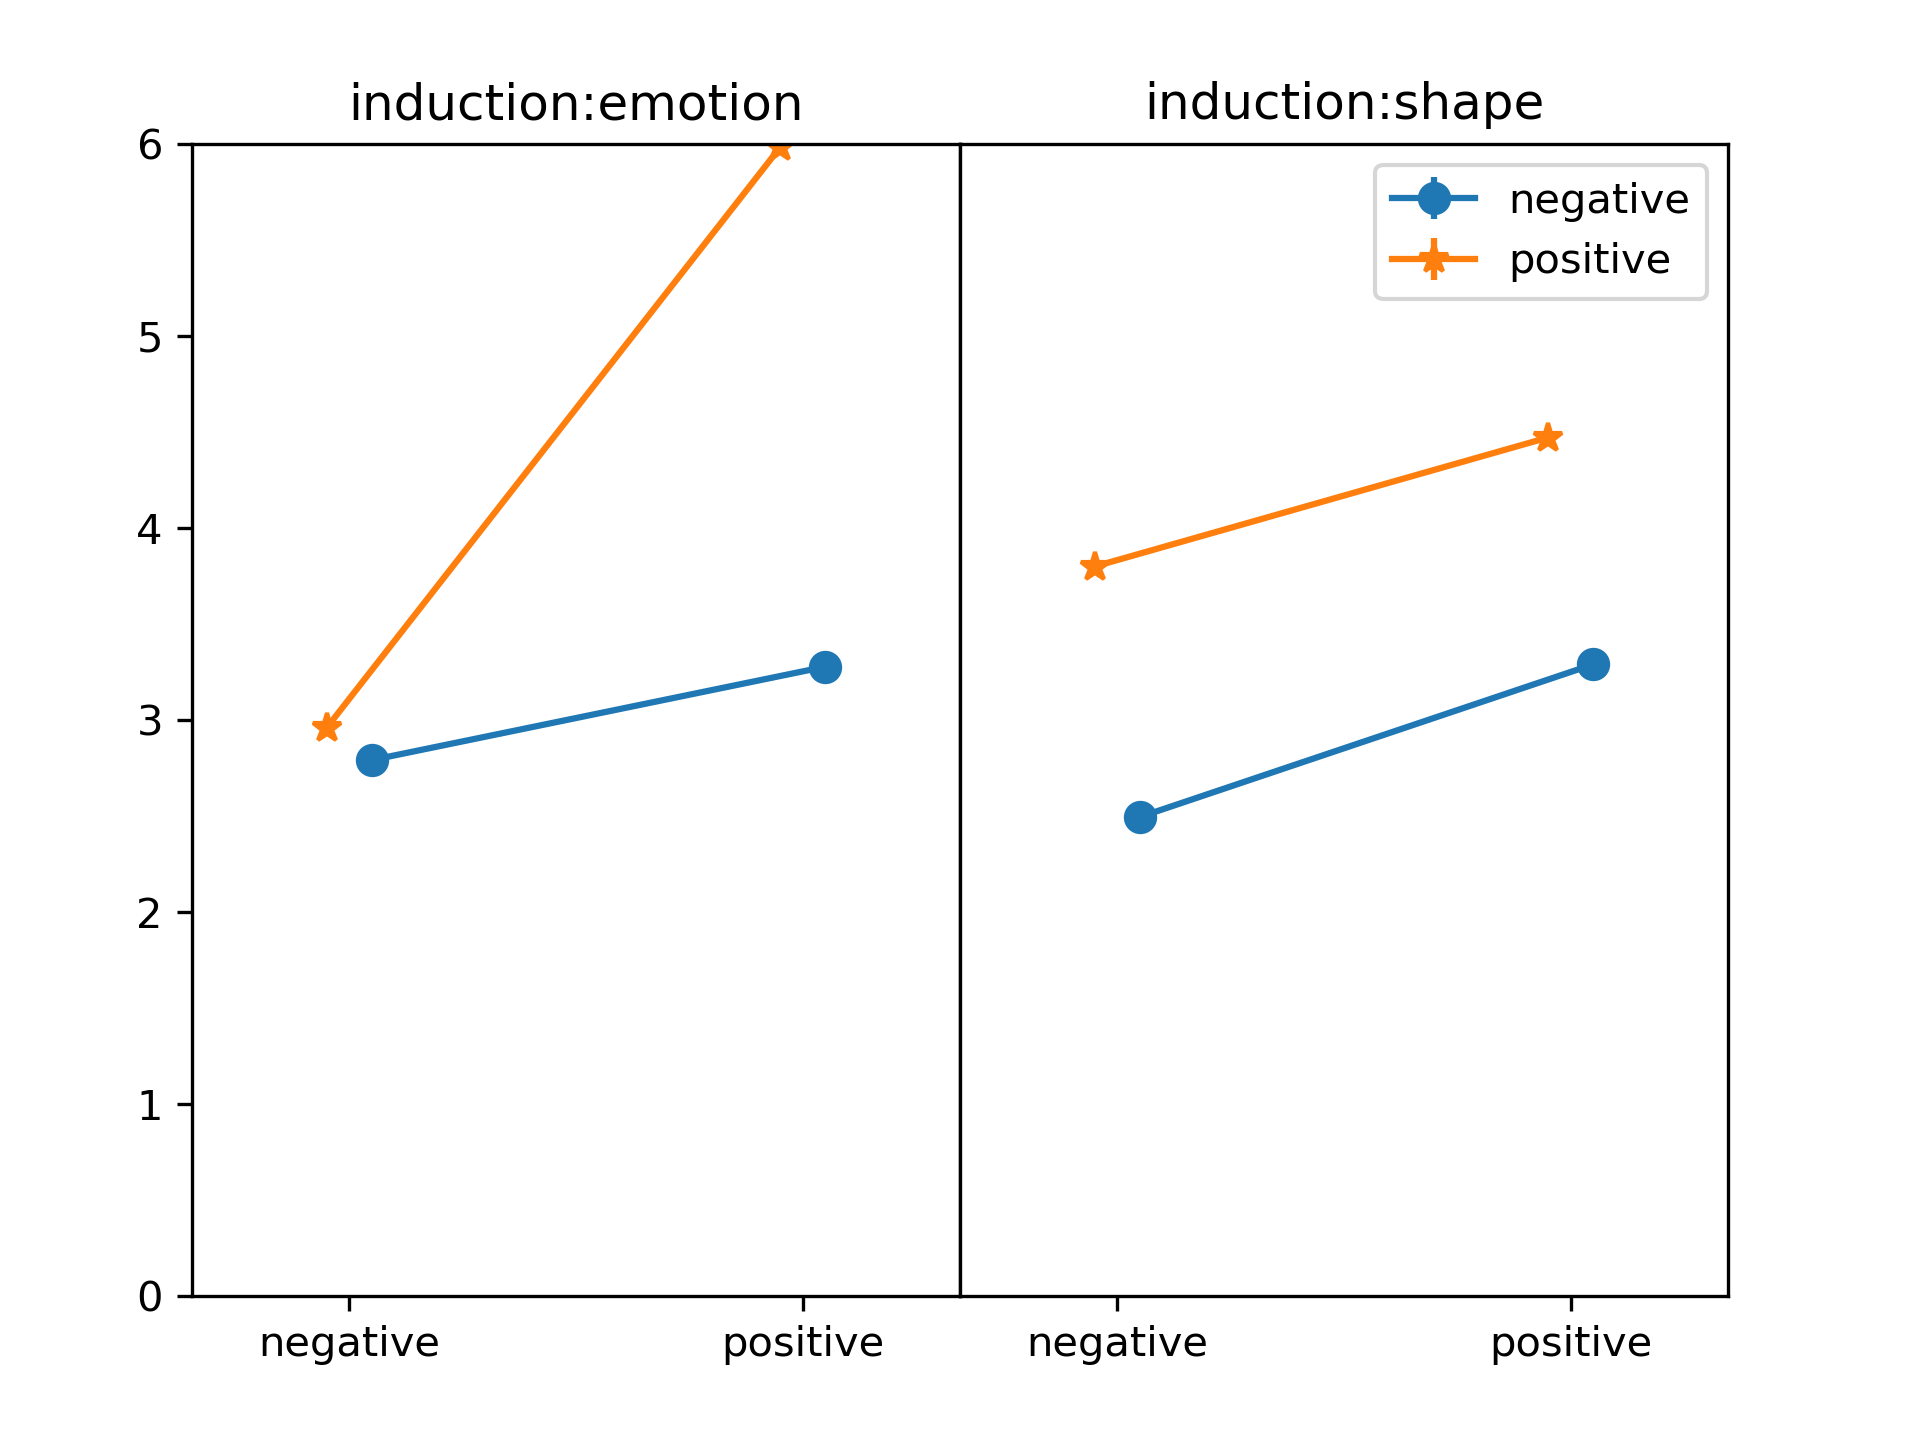 induction:emotion
induction:shape
6
5
4
3
2
1
0
negative
positive
negative
positive
negative
positive